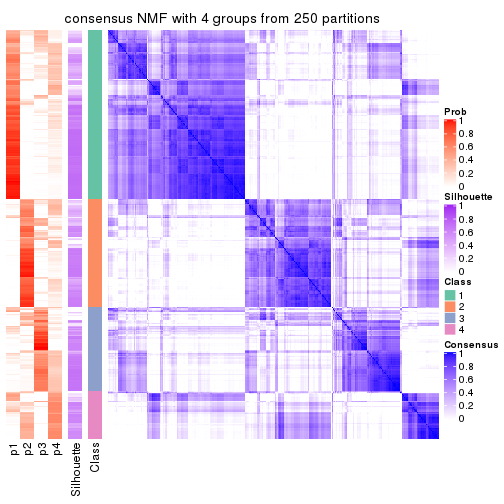 consensus NMF with 4 groups from 250 partitions
Prob
1
0.8
0.6
0.4
0.2
0
Silhouette
1
0.8
0.6
0.4
0.2
0
Class
1
2
3
4
Consensus
1
0.8
0.6
0.4
0.2
0
p1
p2
p3
p4
Silhouette
Class